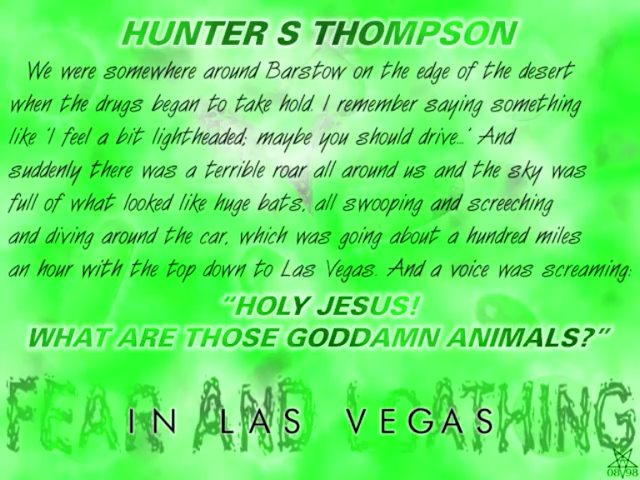 HUNTER S THOMPSON
We were somewhere around Barstow on the edge of the desert
when the drugs began to take hold. I remember saying something
like 'I feel a bit lightheaded; maybe you should drive...' And
suddenly there was a terrible roar all around us and the sky was
full of what looked like huge bats, all swooping and screeching
and diving around the car, which was going about a hundred miles
an hour with the top down to Las Vegas. And a voice was screaming:
“HOLY JESUS!
WHAT ARE THOSE GODDAMN ANIMALS?”
FEAR AND LOATHING
IN LAS VEGAS
08/98